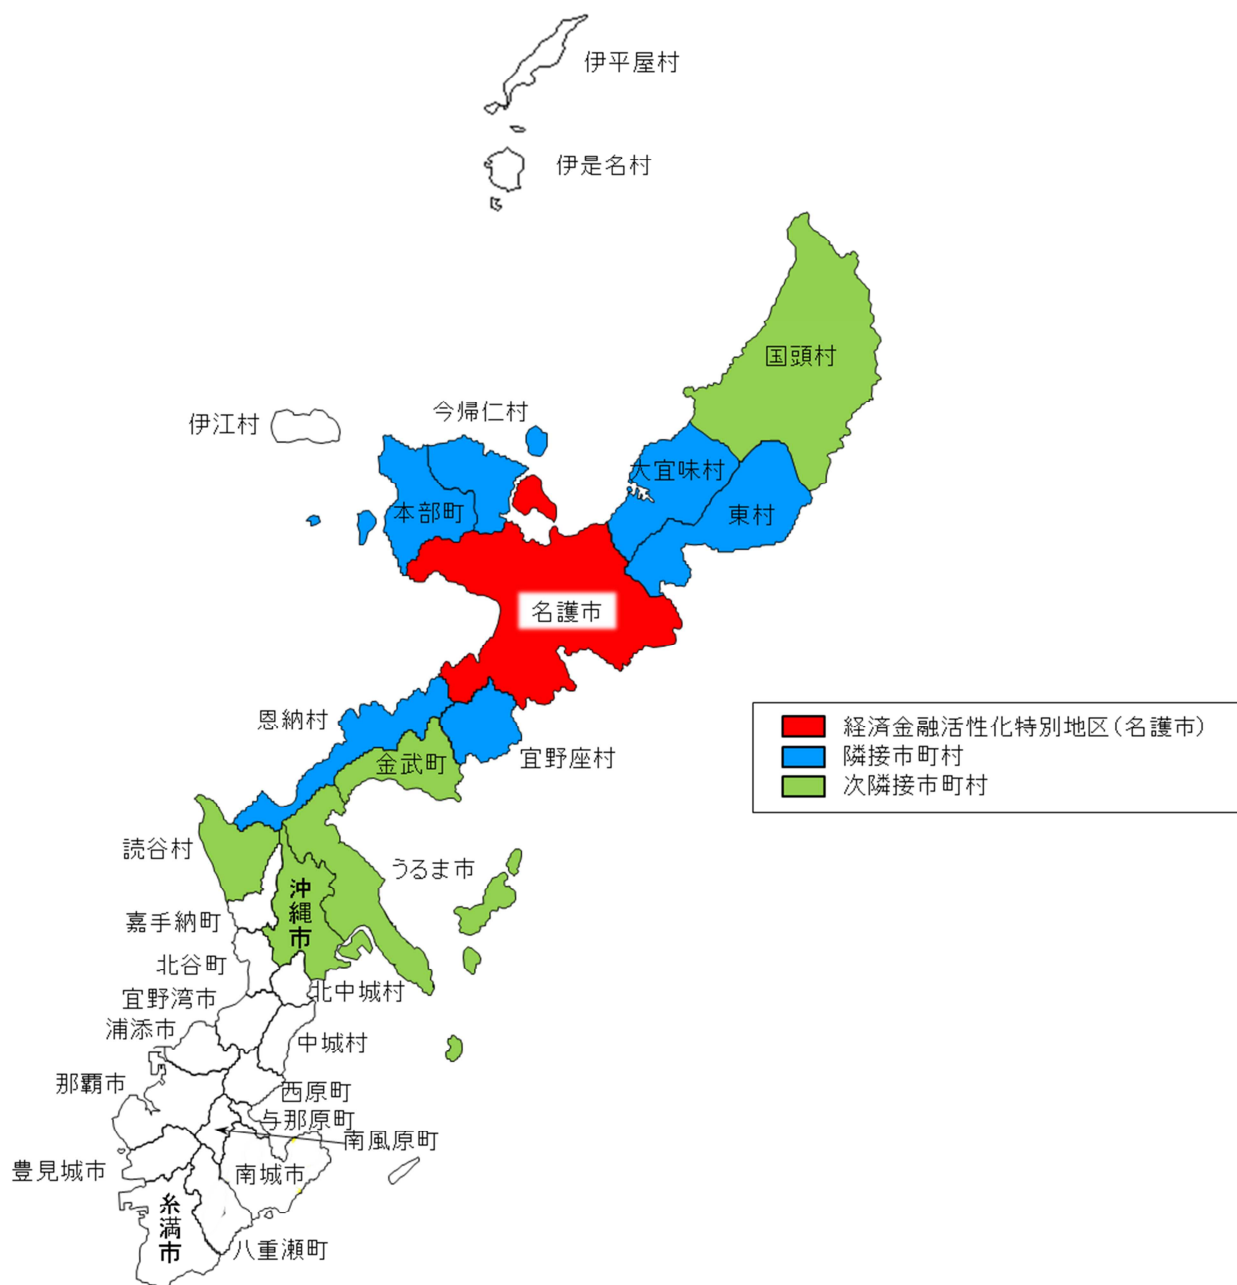 伊平屋村
伊是名村
国頭村
今帰仁村
伊江村
大宜味村
本部町
東村
名護市
恩納村
宜野座村
金武町
経済金融活性化特別地区(名護市)
隣接市町村
次隣接市町村
読谷村
うるま市
沖縄市
嘉手納町
北谷町
北中城村
宜野湾市
浦添市
中城村
那覇市
西原町
与那原町
南風原町
豊見城市
南城市
糸満市
八重瀬町